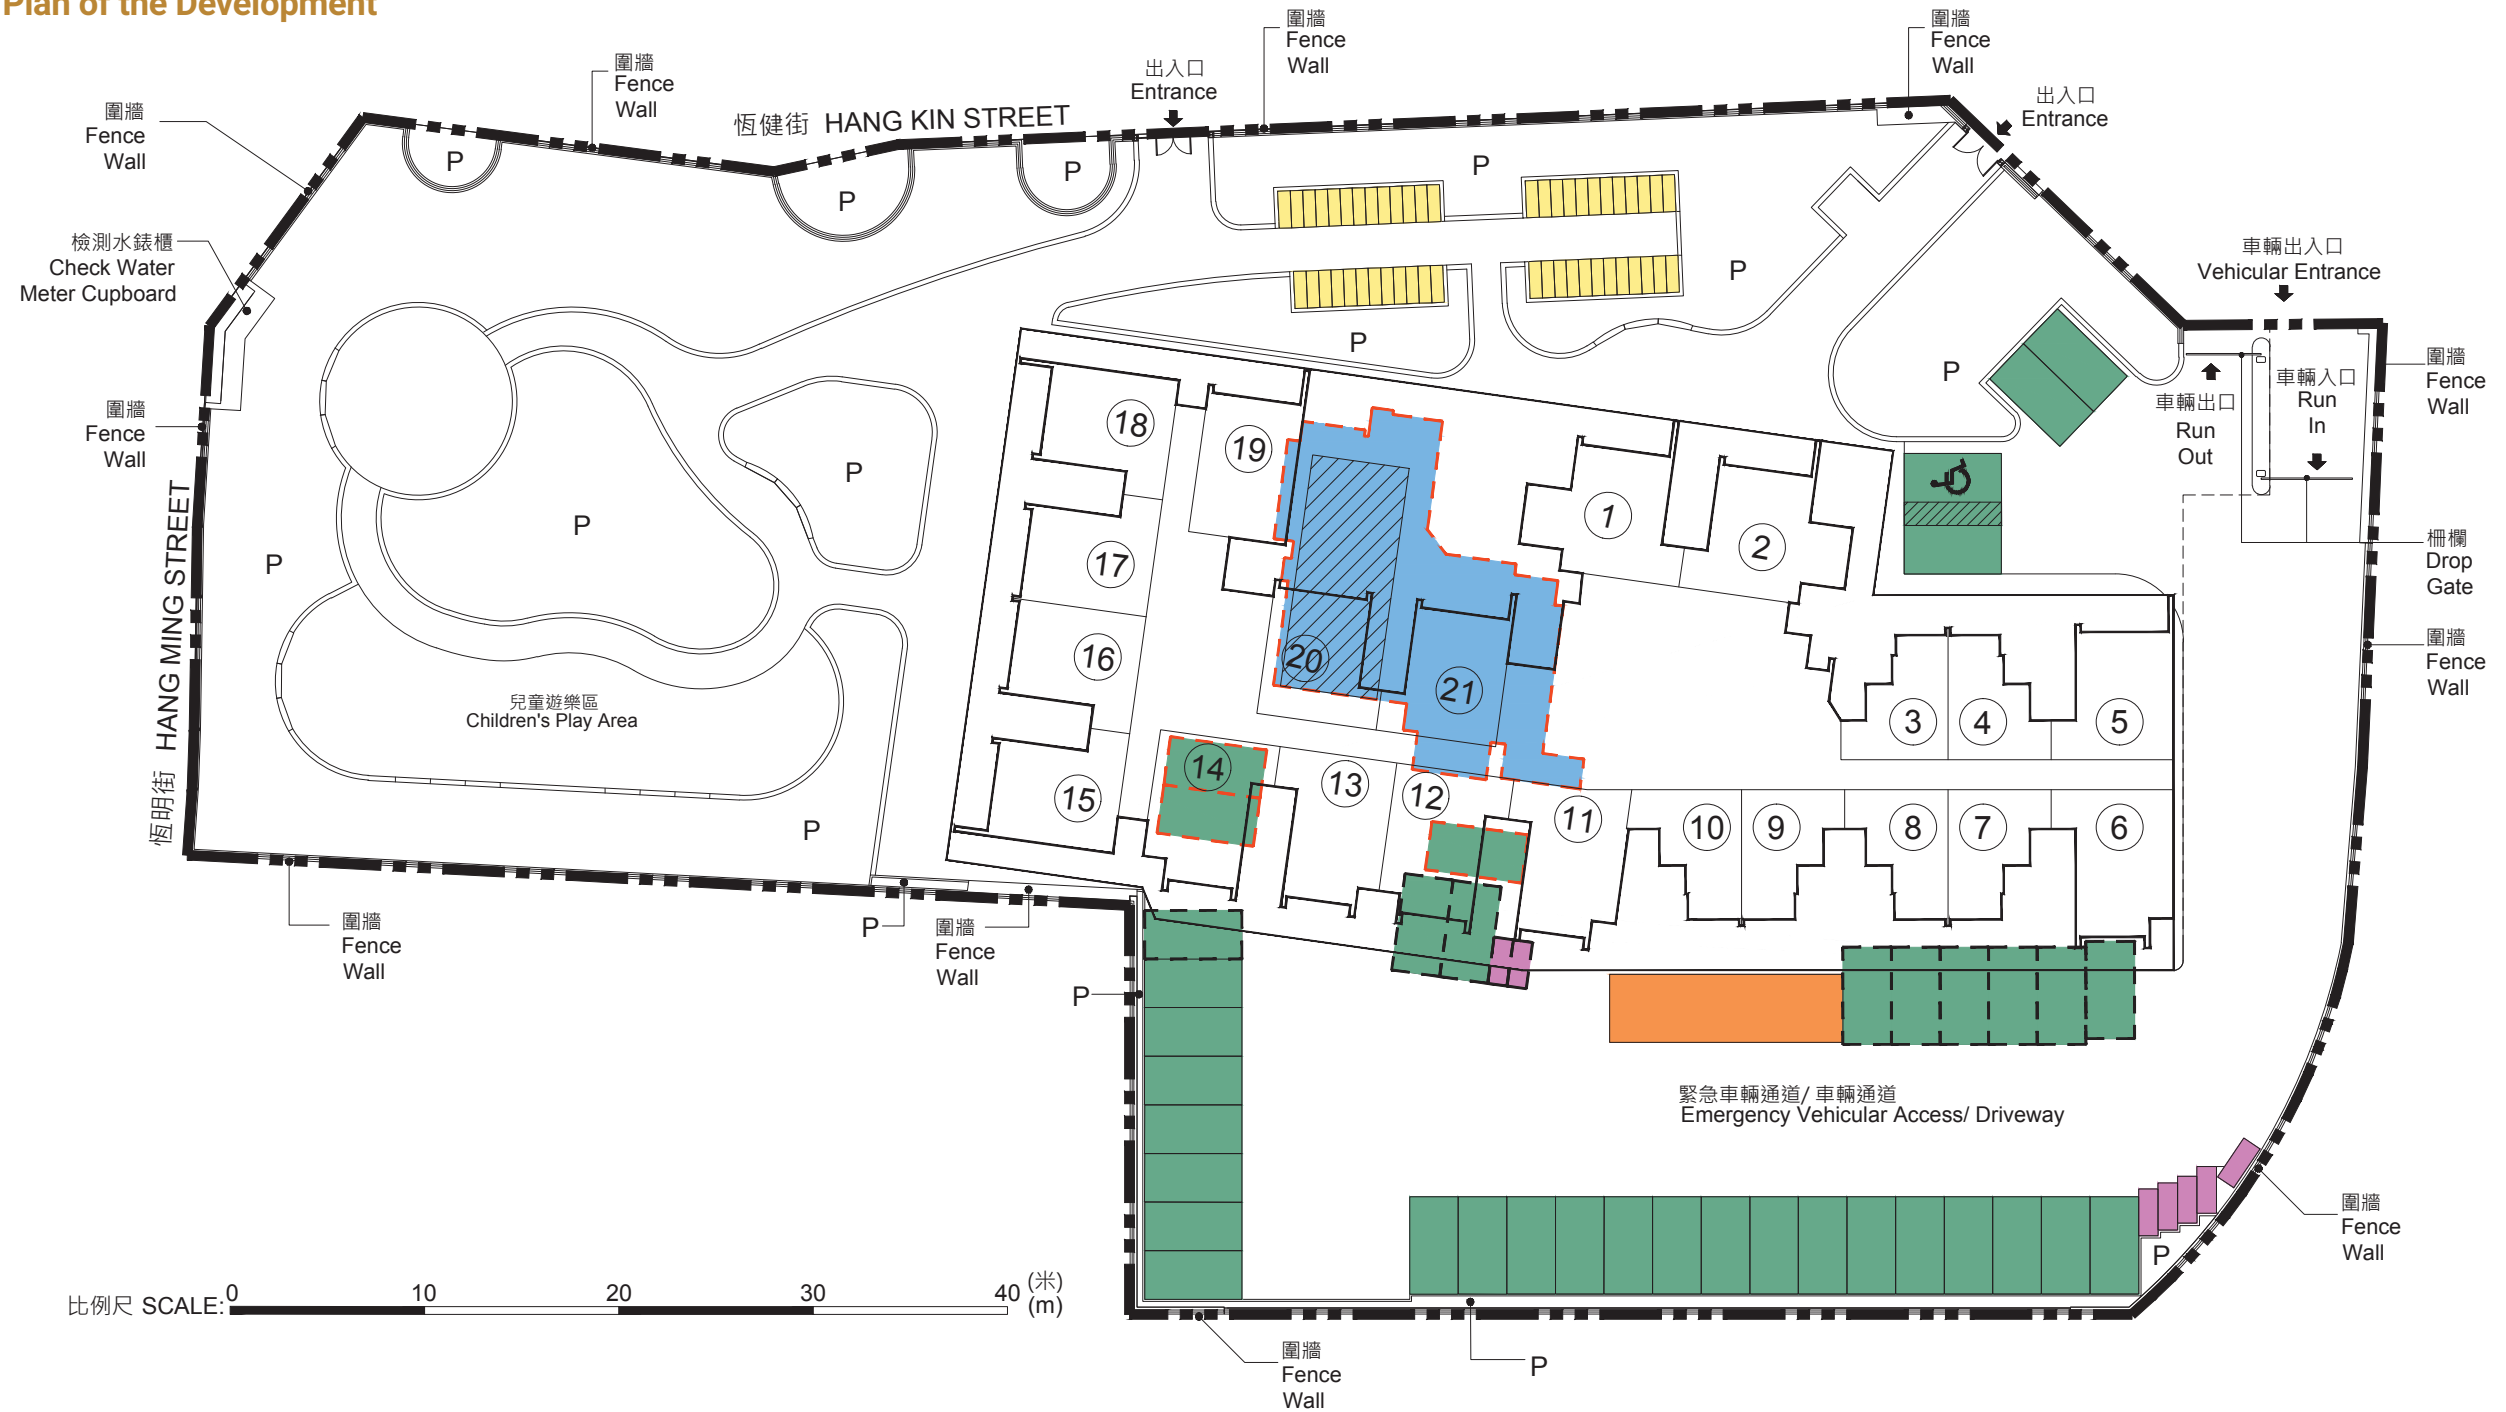 Plan of the Development
圍牆
Fence
Wall
圍牆
Fence
Wall
圍牆
Fence
Wall
出入口
Entrance
圍牆
Fence
Wall
出入口
Entrance
恆健街 HANG KIN STREET
檢測水錶櫃
Check Water
Meter Cupboard
車輛出入口
Vehicular Entrance
P
P
P
P
P
P
P
圍牆
Fence
Wall
車輛入口
Run
In
車輛出口
Run
Out
圍牆
Fence
Wall
恆明街 HANG MING STREET
P
P
P
18
19
1
2
17
16
20
21
柵欄
Drop
Gate
圍牆
Fence
Wall
兒童遊樂區
Children's Play Area
3
4
5
14
13
12
15
11
10
9
8
7
6
P
圍牆
Fence
Wall
P
圍牆
Fence
Wall
P
緊急車輛通道/ 車輛通道
Emergency Vehicular Access/ Driveway
圍牆
Fence
Wall
P
比例尺 SCALE:
0
10
20
30
40
(米)
(m)
圍牆
Fence
Wall
P